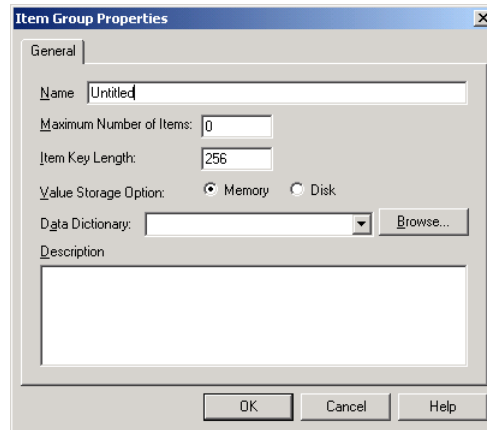 Item Group Properties
General
Name Untitled
Maximum Number of Items: 0
Item Key Length: 256
Value Storage Option: Memory Disk
Data Dictionary: Browse...
Description
OK Cancel Help